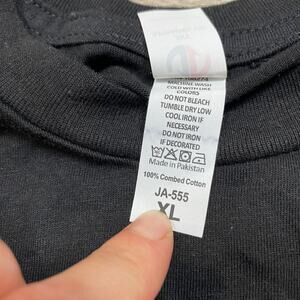 MACHINE WASH
COLD WITH LIKE
COLORS
DO NOT BLEACH
TUMBLE DRY LOW
COOL IRON IF
NECESSARY
DO NOT IRON
IF DECORATED
Made in Pakistan
100% Combed Cotton
JA-555
XL